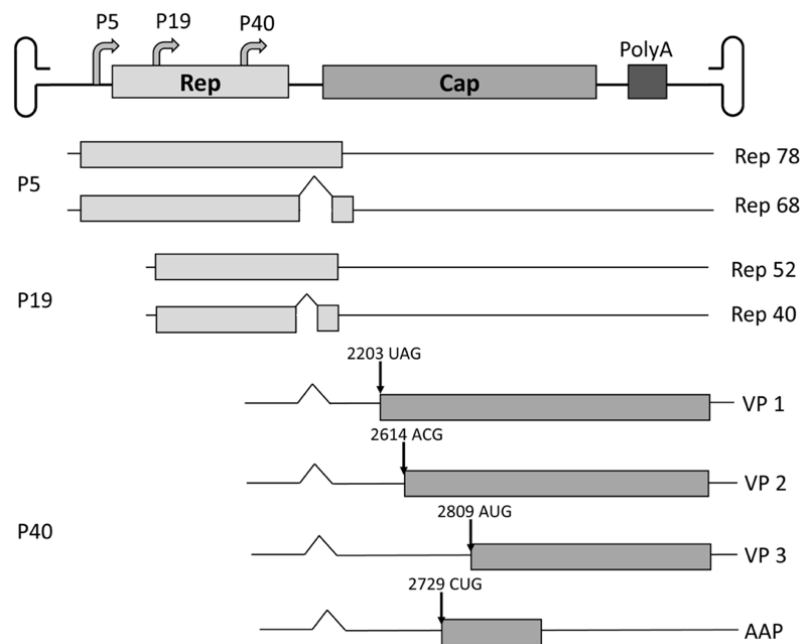 P5 P19 P40
PolyA
Rep Cap
Rep 78
P5
Rep 68
Rep 52
P19
Rep 40
2203 UAG
VP 1
2614 ACG
VP 2
2809 AUG
P40
VP 3
2729 CUG
AAP